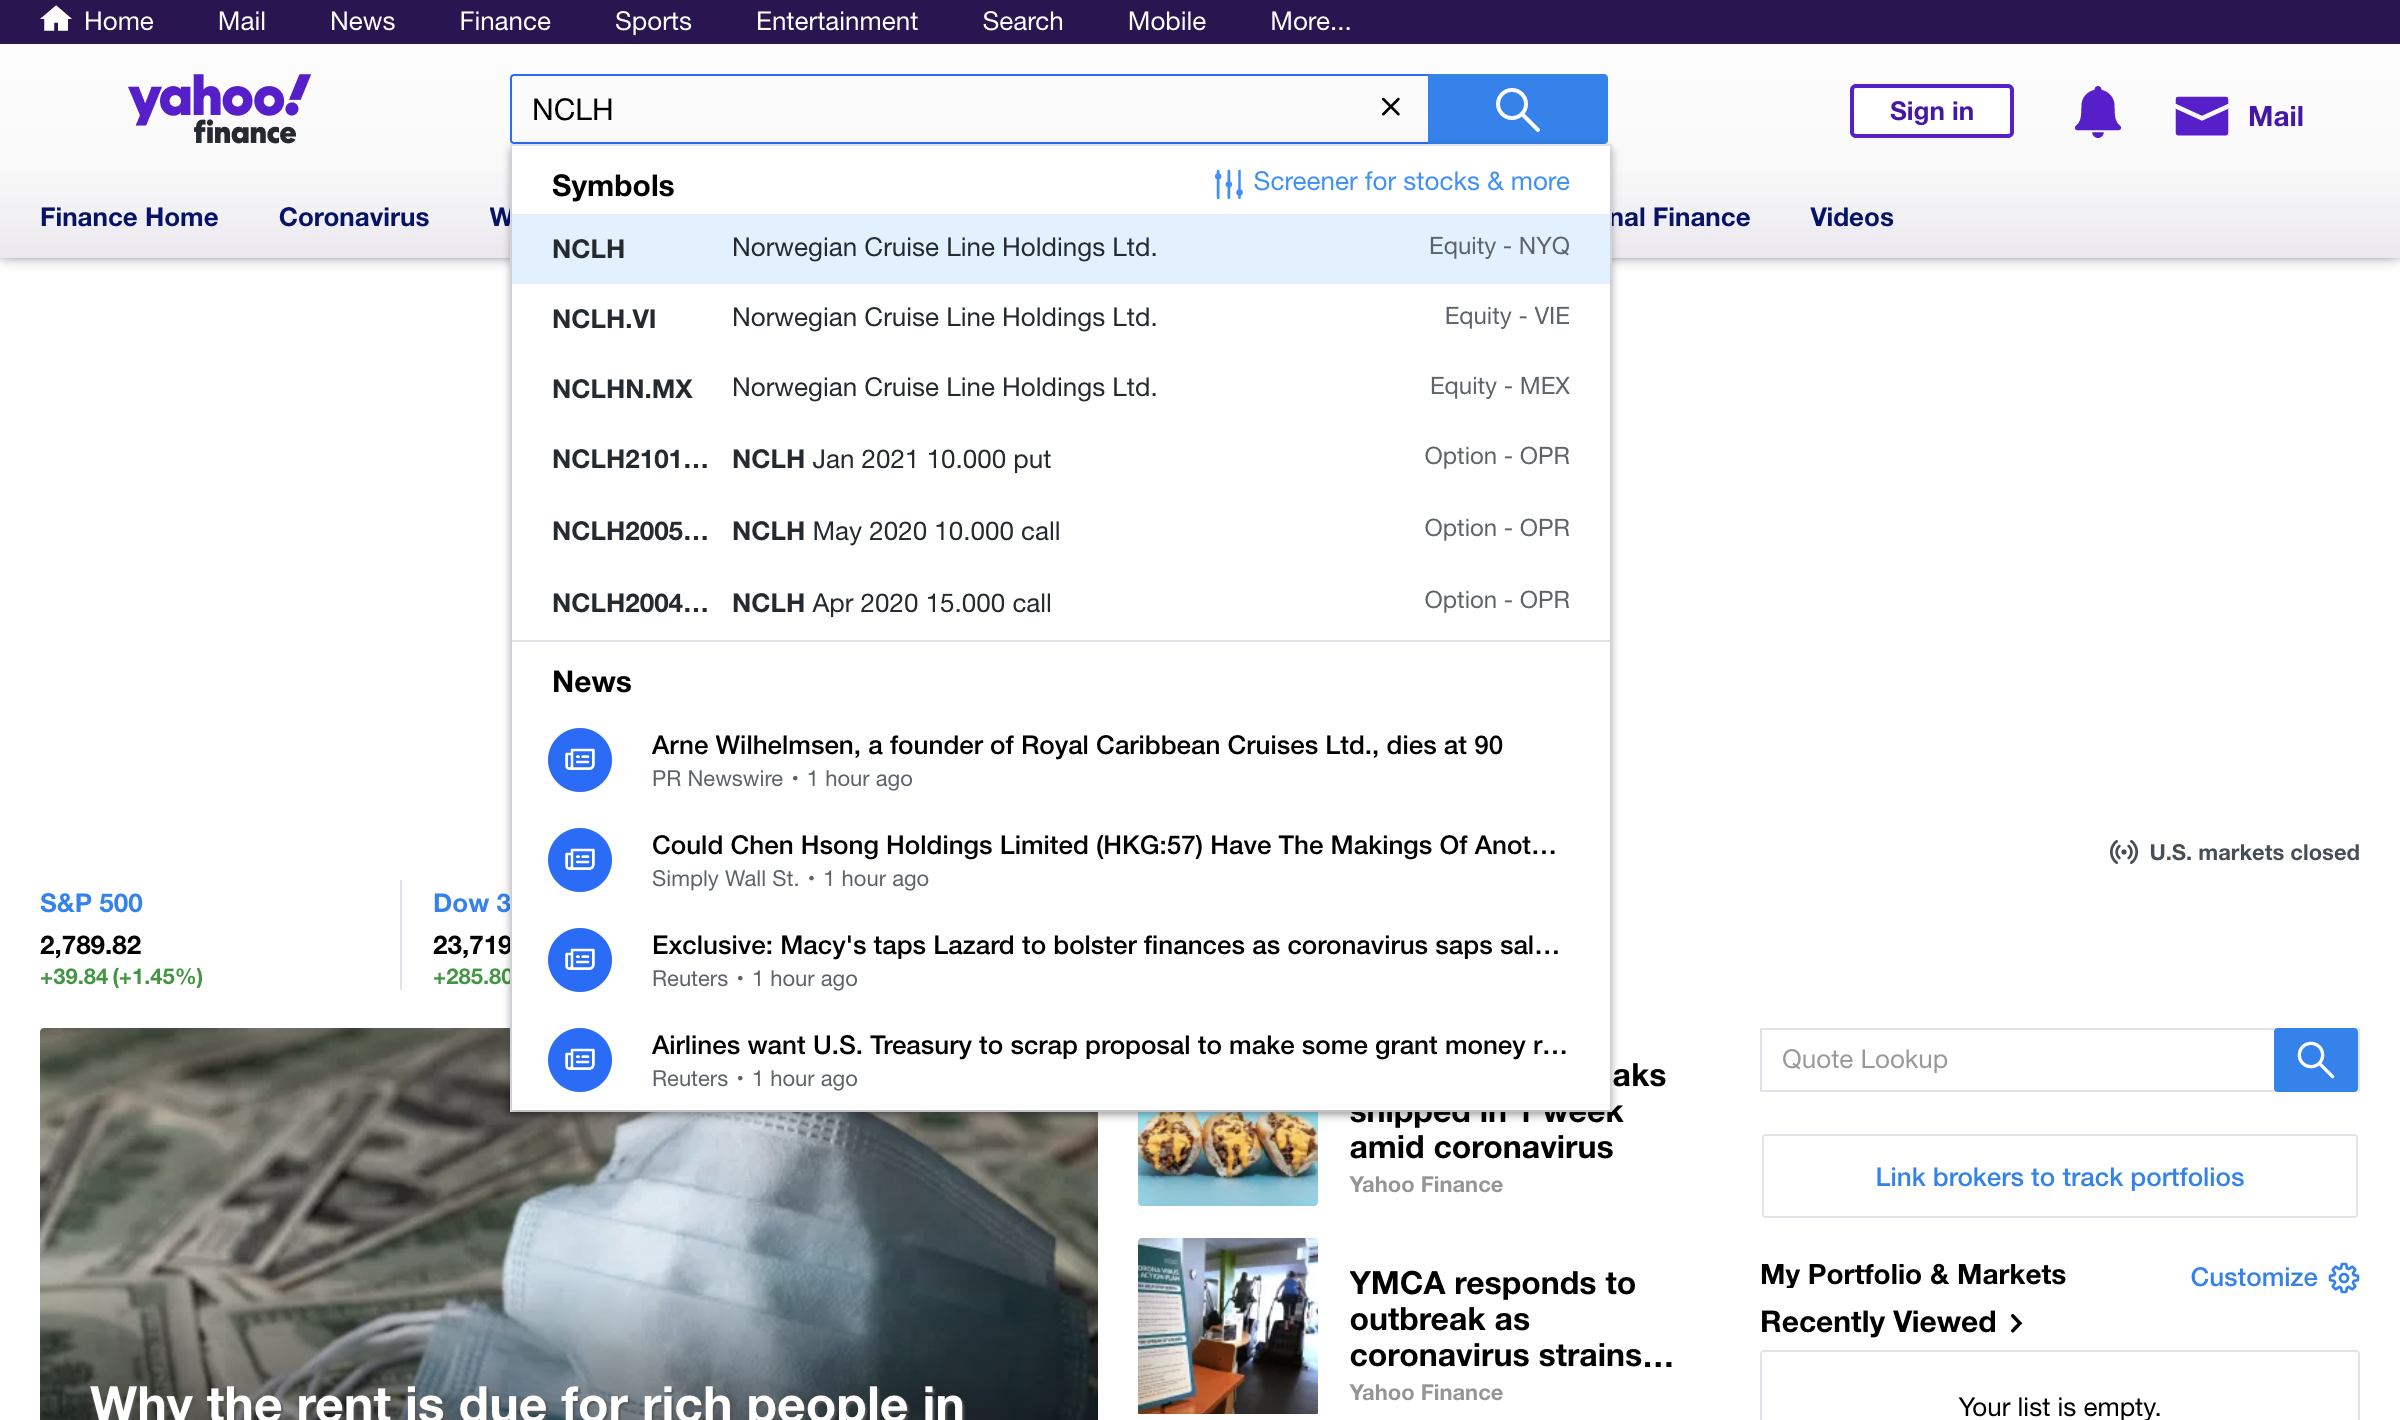 Home Mail News Finance Sports Entertainment Search Mobile More...
yahoo!
finance
NCLH
Sign in
Mail
Finance Home Coronavirus
nal Finance Videos
Symbols
Screener for stocks & more
NCLH Norwegian Cruise Line Holdings Ltd. Equity - NYQ
NCLH.VI Norwegian Cruise Line Holdings Ltd. Equity - VIE
NCLHN.MX Norwegian Cruise Line Holdings Ltd. Equity - MEX
NCLH2101... NCLH Jan 2021 10.000 put Option - OPR
NCLH2005... NCLH May 2020 10.000 call Option - OPR
NCLH2004... NCLH Apr 2020 15.000 call Option - OPR
News
Arne Wilhelmsen, a founder of Royal Caribbean Cruises Ltd., dies at 90
PR Newswire • 1 hour ago
Could Chen Hsong Holdings Limited (HKG:57) Have The Makings Of Anot...
Simply Wall St. • 1 hour ago
Exclusive: Macy's taps Lazard to bolster finances as coronavirus saps sal...
Reuters • 1 hour ago
Airlines want U.S. Treasury to scrap proposal to make some grant money r...
Reuters • 1 hour ago
U.S. markets closed
S&P 500
2,789.82
+39.84 (+1.45%)
Dow 3
23,719
+285.80
Why the rent is due for rich people in
aks
shipped in 1 week
amid coronavirus
Yahoo Finance
YMCA responds to
outbreak as
coronavirus strains...
Yahoo Finance
Quote Lookup
Link brokers to track portfolios
My Portfolio & Markets
Customize
Recently Viewed >
Your list is empty.